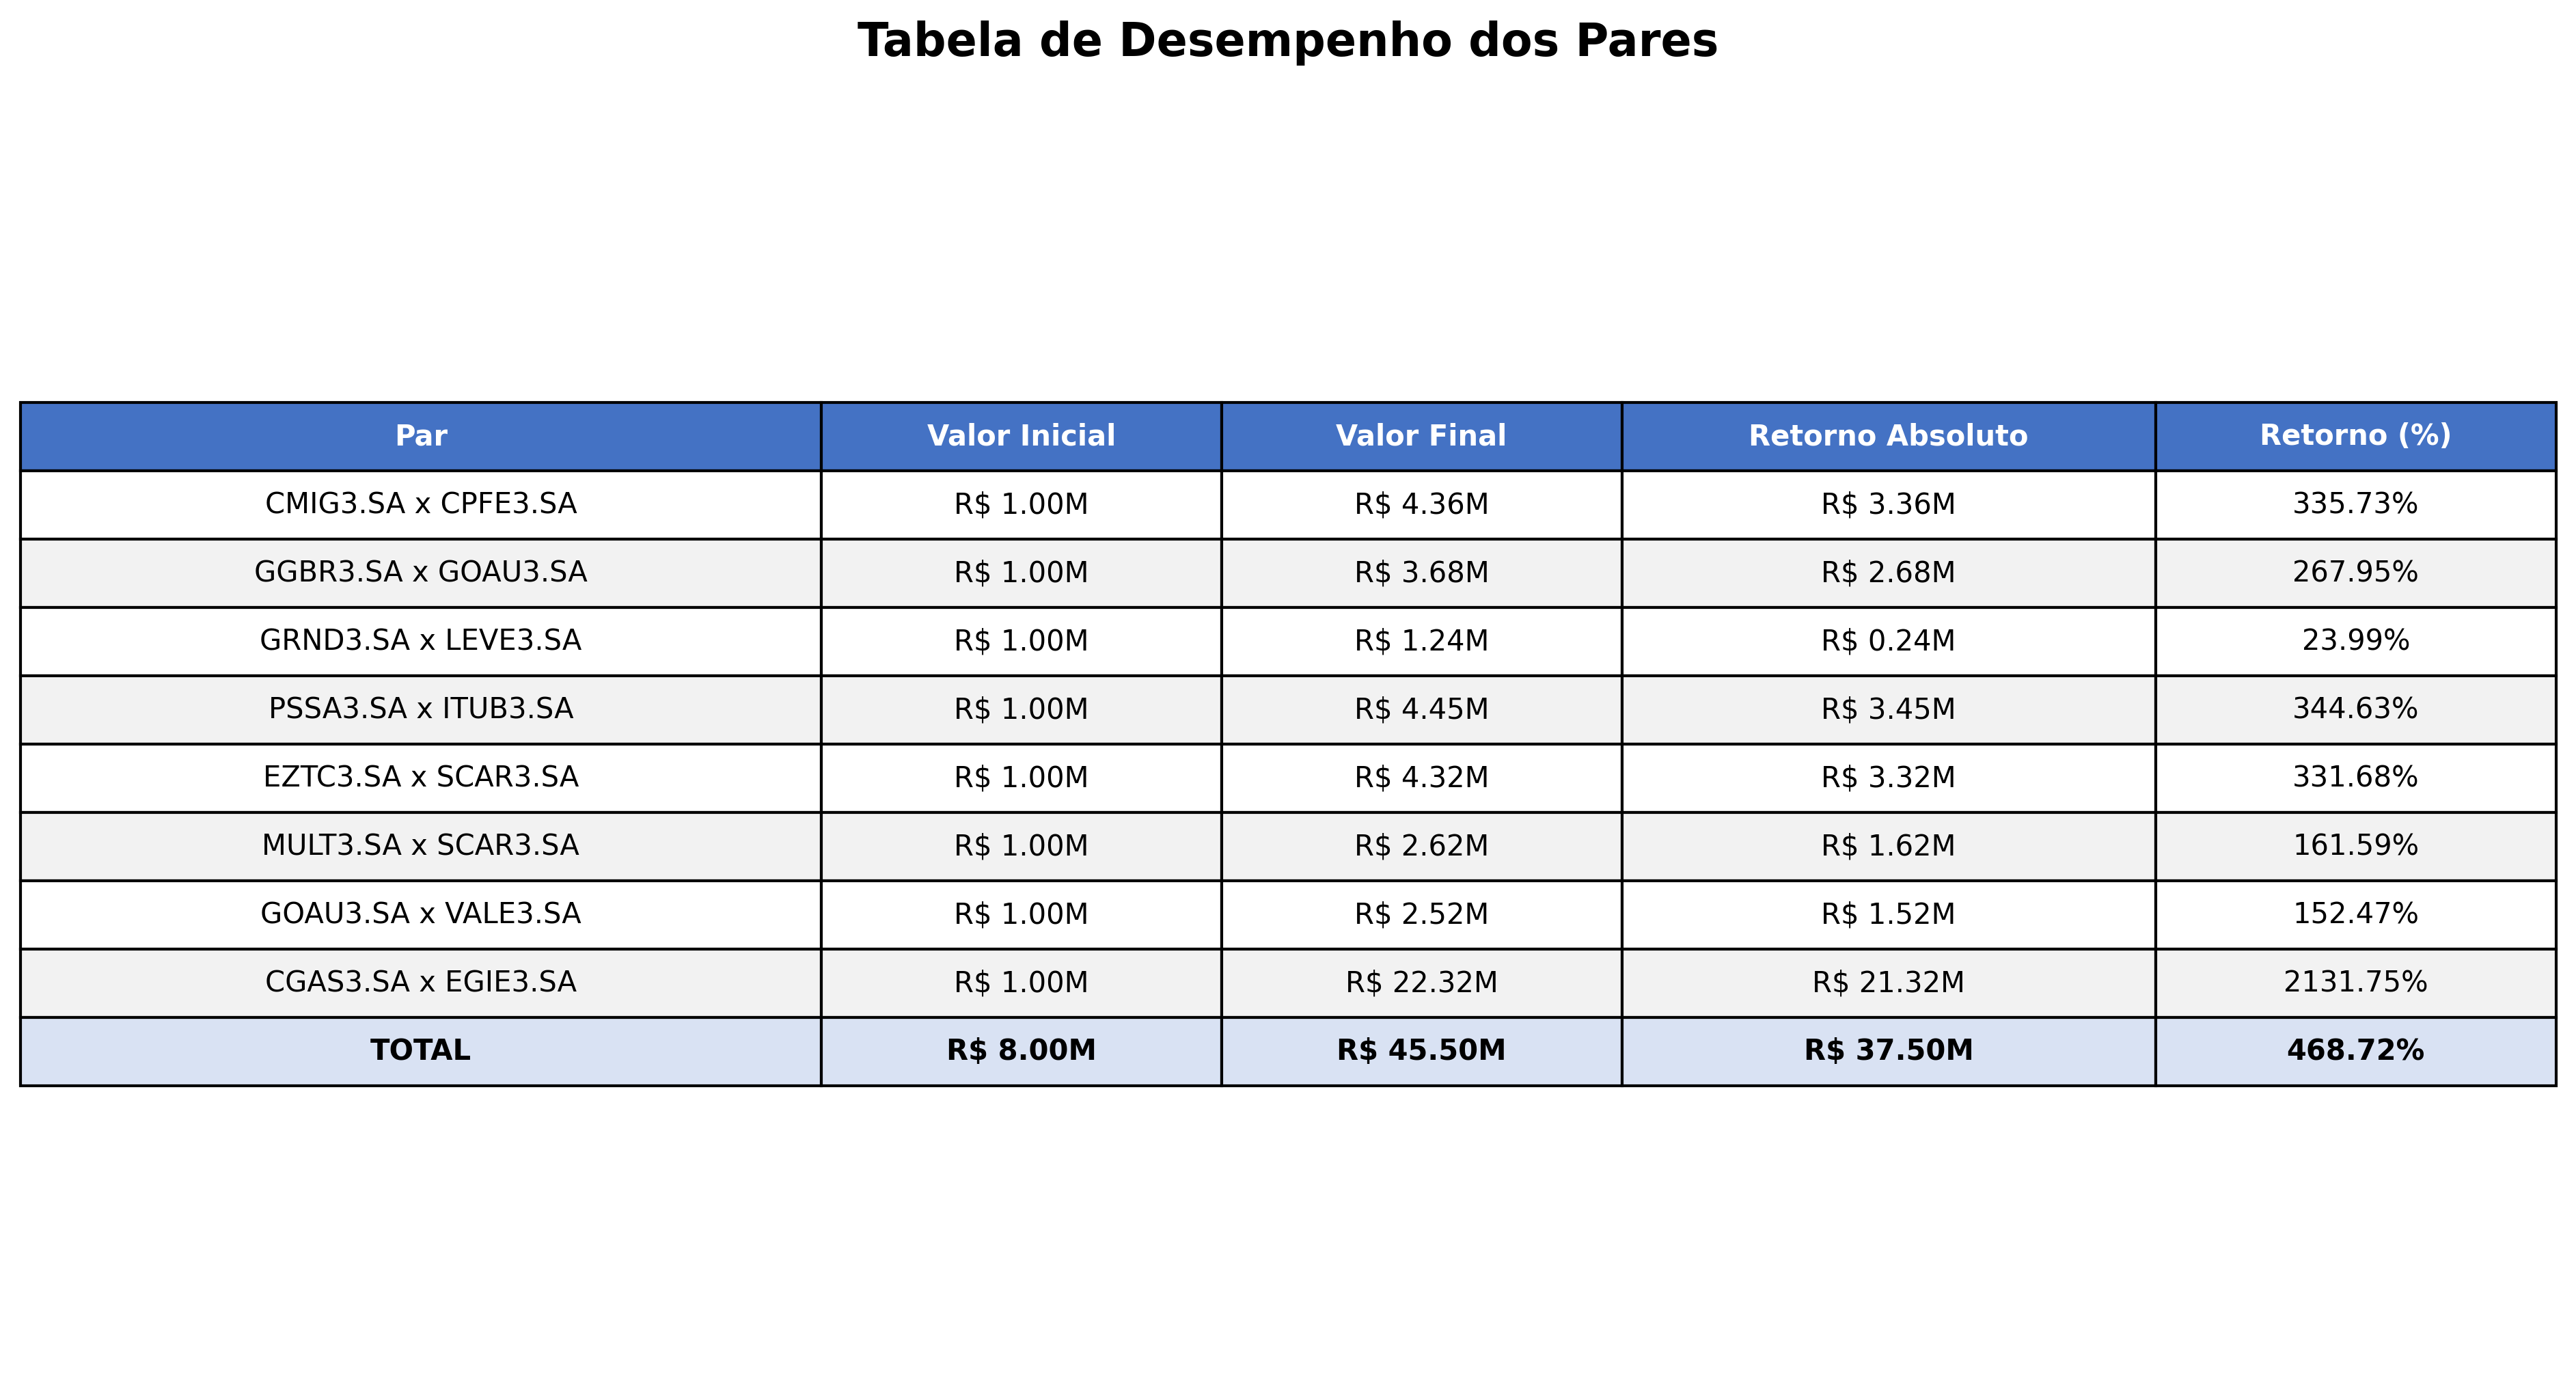 Tabela de Desempenho dos Pares
Par Valor Inicial Valor Final Retorno Absoluto Retorno (%)
CMIG3.SA x CPFE3.SA R$ 1.00M R$ 4.36M R$ 3.36M 335.73%
GGBR3.SA x GOAU3.SA R$ 1.00M R$ 3.68M R$ 2.68M 267.95%
GRND3.SA x LEVE3.SA R$ 1.00M R$ 1.24M R$ 0.24M 23.99%
PSSA3.SA x ITUB3.SA R$ 1.00M R$ 4.45M R$ 3.45M 344.63%
EZTC3.SA x SCAR3.SA R$ 1.00M R$ 4.32M R$ 3.32M 331.68%
MULT3.SA x SCAR3.SA R$ 1.00M R$ 2.62M R$ 1.62M 161.59%
GOAU3.SA x VALE3.SA R$ 1.00M R$ 2.52M R$ 1.52M 152.47%
CGAS3.SA x EGIE3.SA R$ 1.00M R$ 22.32M R$ 21.32M 2131.75%
TOTAL R$ 8.00M R$ 45.50M R$ 37.50M 468.72%